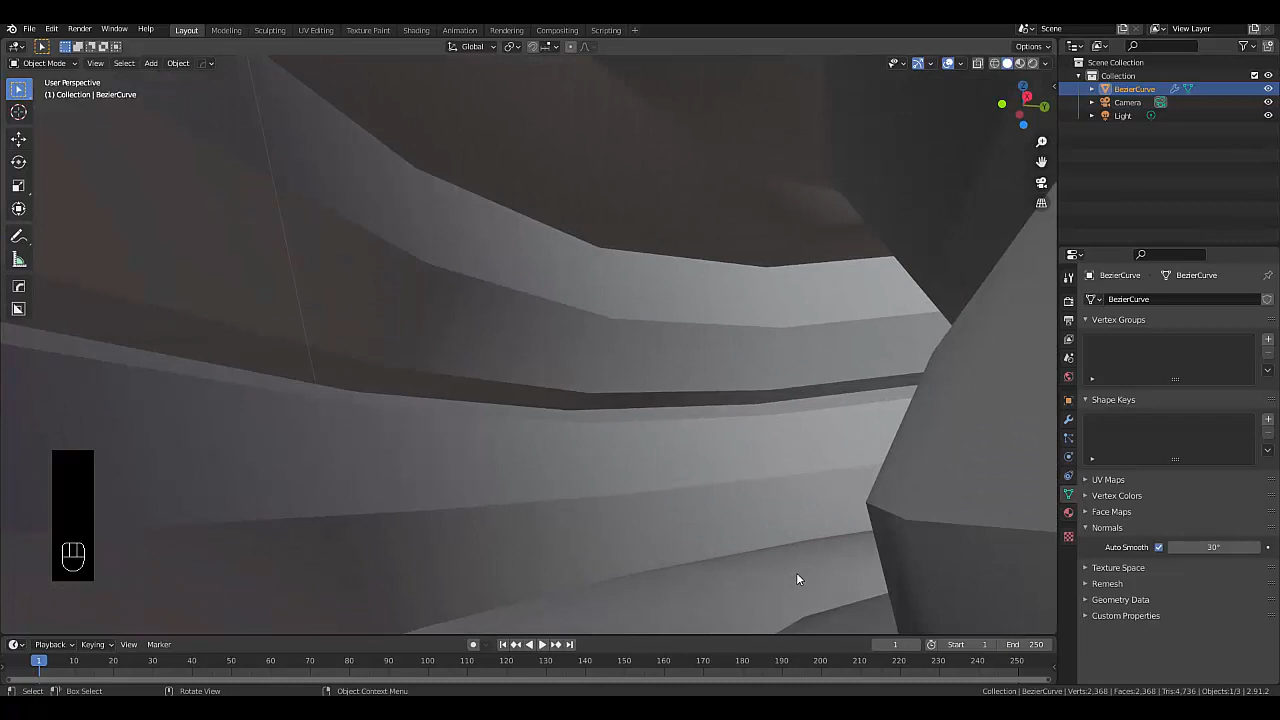 File Edit Render Window Help Layout Modeling Sculpting UV Editing Texture Paint Shading Animation Rendering Compositing Scripting + Scene View Layer
Global Options
Object Mode View Select Add Object
User Perspective
(1) Collection | BezierCurve
X
Y
Z
Scene Collection
Collection
BezierCurve
Camera
Light
BezierCurve BezierCurve
BezierCurve
Vertex Groups
Shape Keys
UV Maps
Vertex Colors
Face Maps
Normals
Auto Smooth 30°
Texture Space
Remesh
Geometry Data
Custom Properties
Playback Keying View Marker 1 Start 1 End 250
1 10 20 30 40 50 60 70 80 90 100 110 120 130 140 150 160 170 180 190 200 210 220 230 240 250
Select Box Select Rotate View Object Context Menu Collection | BezierCurve | Verts:2,368 | Faces:2,368 | Tris:4,736 | Objects:1/3 | 2.91.2